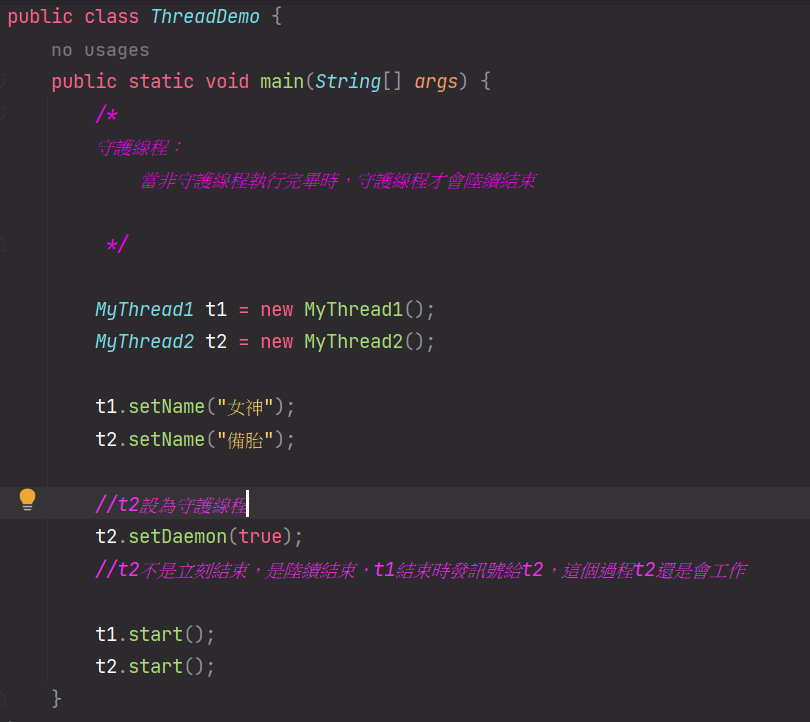 public class ThreadDemo {
no usages
public static void main(String[] args) {
/*
守護線程：
當非守護線程執行完畢時，守護線程才會陸續結束
*/
MyThread1 t1 = new MyThread1();
MyThread2 t2 = new MyThread2();
t1.setName("女神");
t2.setName("備胎");
//t2設為守護線程
t2.setDaemon(true);
//t2不是立刻結束，是陸續結束，t1結束時發訊號給t2，這個過程t2還是會工作
t1.start();
t2.start();
}